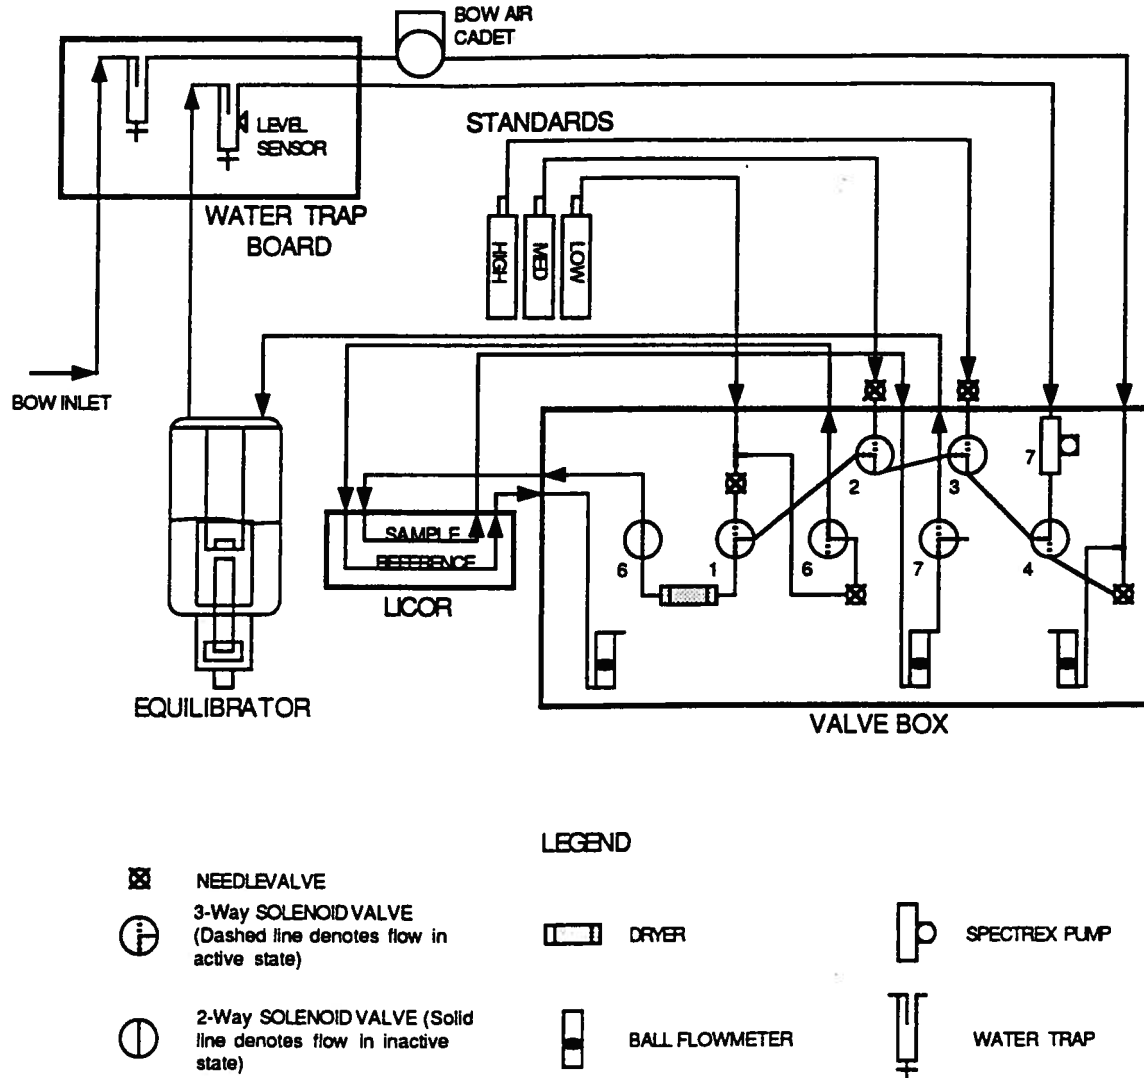 BOW AIR
CADET
LEVEL
SENSOR
STANDARDS
WATER TRAP
BOARD
HIGH
MED
LOW
BOW INLET
2
3
7
SAMPLE
REFERENCE
6
1
6
7
4
LICOR
EQUILIBRATOR
VALVE BOX
LEGEND
NEEDLEVALVE
3-Way SOLENOID VALVE
(Dashed line denotes flow in
active state)
DRYER
SPECTREX PUMP
2-Way SOLENOID VALVE (Solid
line denotes flow in inactive
state)
BALL FLOWMETER
WATER TRAP